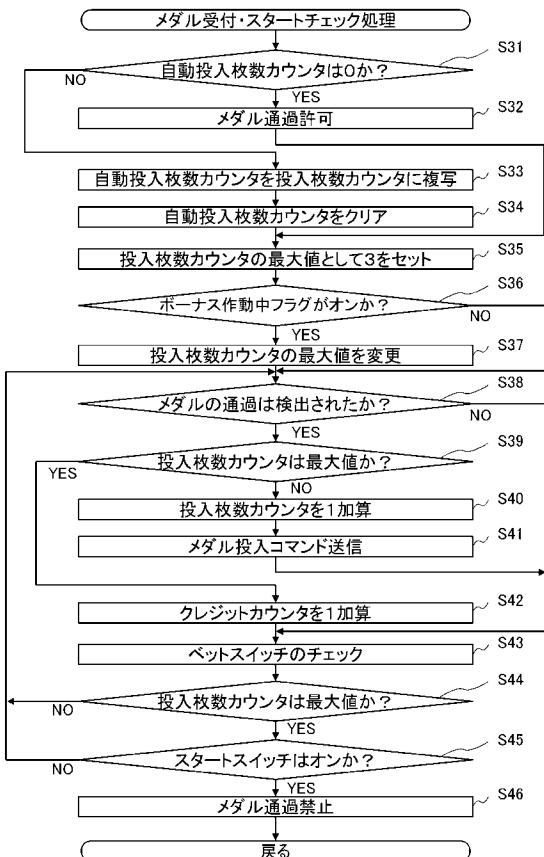 メダル受付・スタートチェック処理
S31
自動投入枚数カウンタは0か？
NO
YES
S32
メダル通過許可
S33
自動投入枚数カウンタを投入枚数カウンタに複写
S34
自動投入枚数カウンタをクリア
S35
投入枚数カウンタの最大値として3をセット
S36
ボーナス作動中フラグがオンか？
NO
YES
S37
投入枚数カウンタの最大値を変更
S38
メダルの通過は検出されたか？
NO
YES
S39
投入枚数カウンタは最大値か？
YES
NO
S40
投入枚数カウンタを1加算
S41
メダル投入コマンド送信
S42
クレジットカウンタを1加算
S43
ベットスイッチのチェック
S44
投入枚数カウンタは最大値か？
NO
YES
S45
スタートスイッチはオンか？
NO
YES
S46
メダル通過禁止
戻る